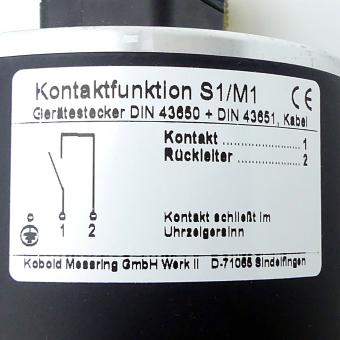 Kontaktfunktion S1/M1 CE
Gerätestecker DIN 43650 + DIN 43651, Kabel
Kontakt 1
Rückleiter 2
1 2
Kontakt schließt im
Uhrzeigersinn
Kobold Messring GmbH Werk II D-71065 Sindelfingen